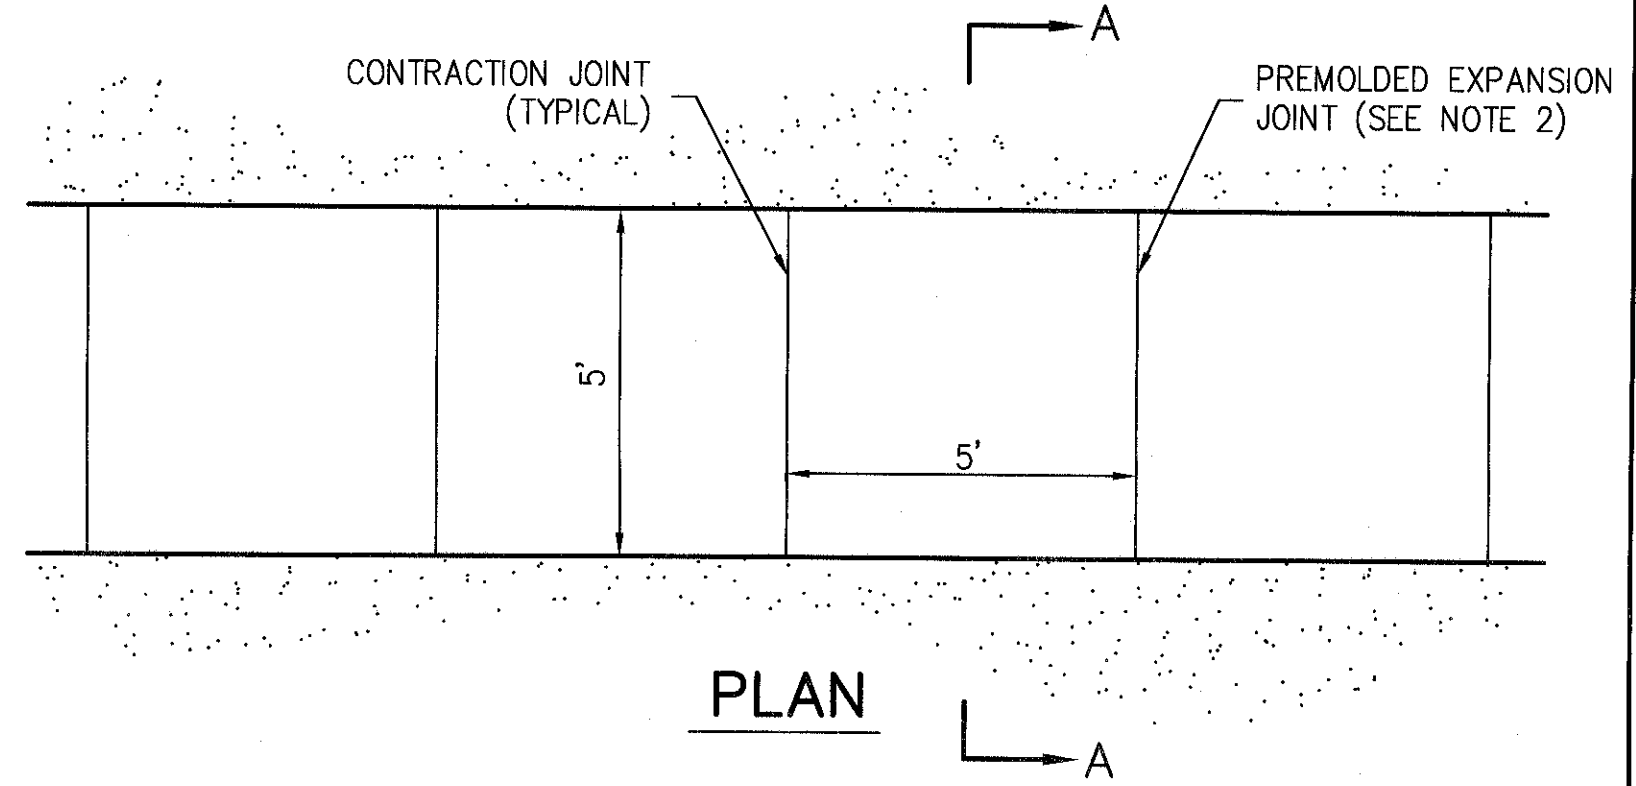 A
CONTRACTION JOINT
(TYPICAL)
PREMOLDED EXPANSION
JOINT (SEE NOTE 2)
5'
5'
PLAN
A